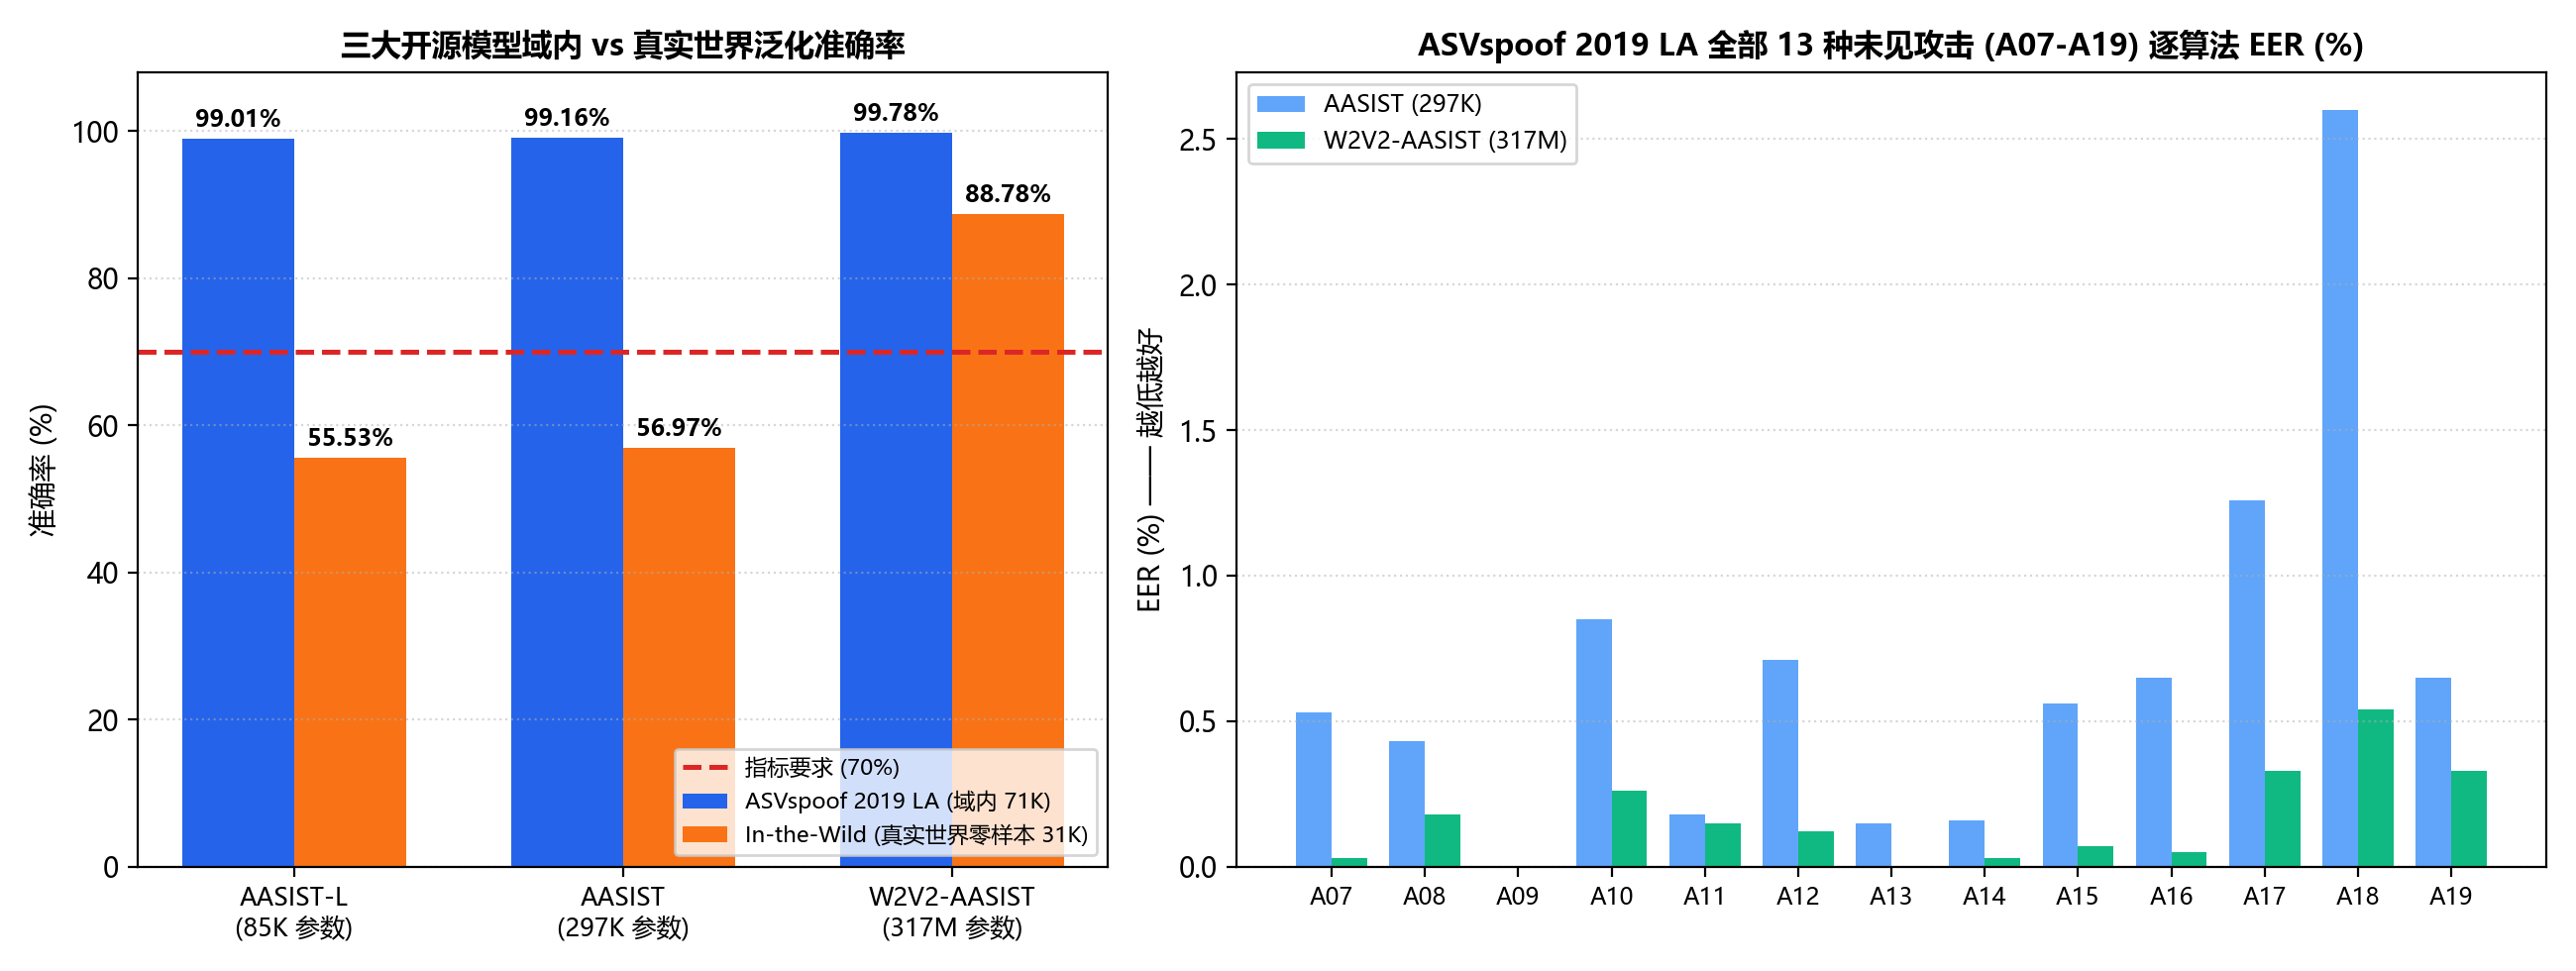 三大开源模型域内 vs 真实世界泛化准确率
准确率 (%)
100
80
60
40
20
0
99.01%
55.53%
99.16%
56.97%
99.78%
88.78%
指标要求 (70%)
ASVspoof 2019 LA (域内 71K)
In-the-Wild (真实世界零样本 31K)
AASIST-L
(85K 参数)
AASIST
(297K 参数)
W2V2-AASIST
(317M 参数)
ASVspoof 2019 LA 全部 13 种未见攻击 (A07-A19) 逐算法 EER (%)
EER (%) —— 越低越好
AASIST (297K)
W2V2-AASIST (317M)
2.5
2.0
1.5
1.0
0.5
0.0
A07
A08
A09
A10
A11
A12
A13
A14
A15
A16
A17
A18
A19